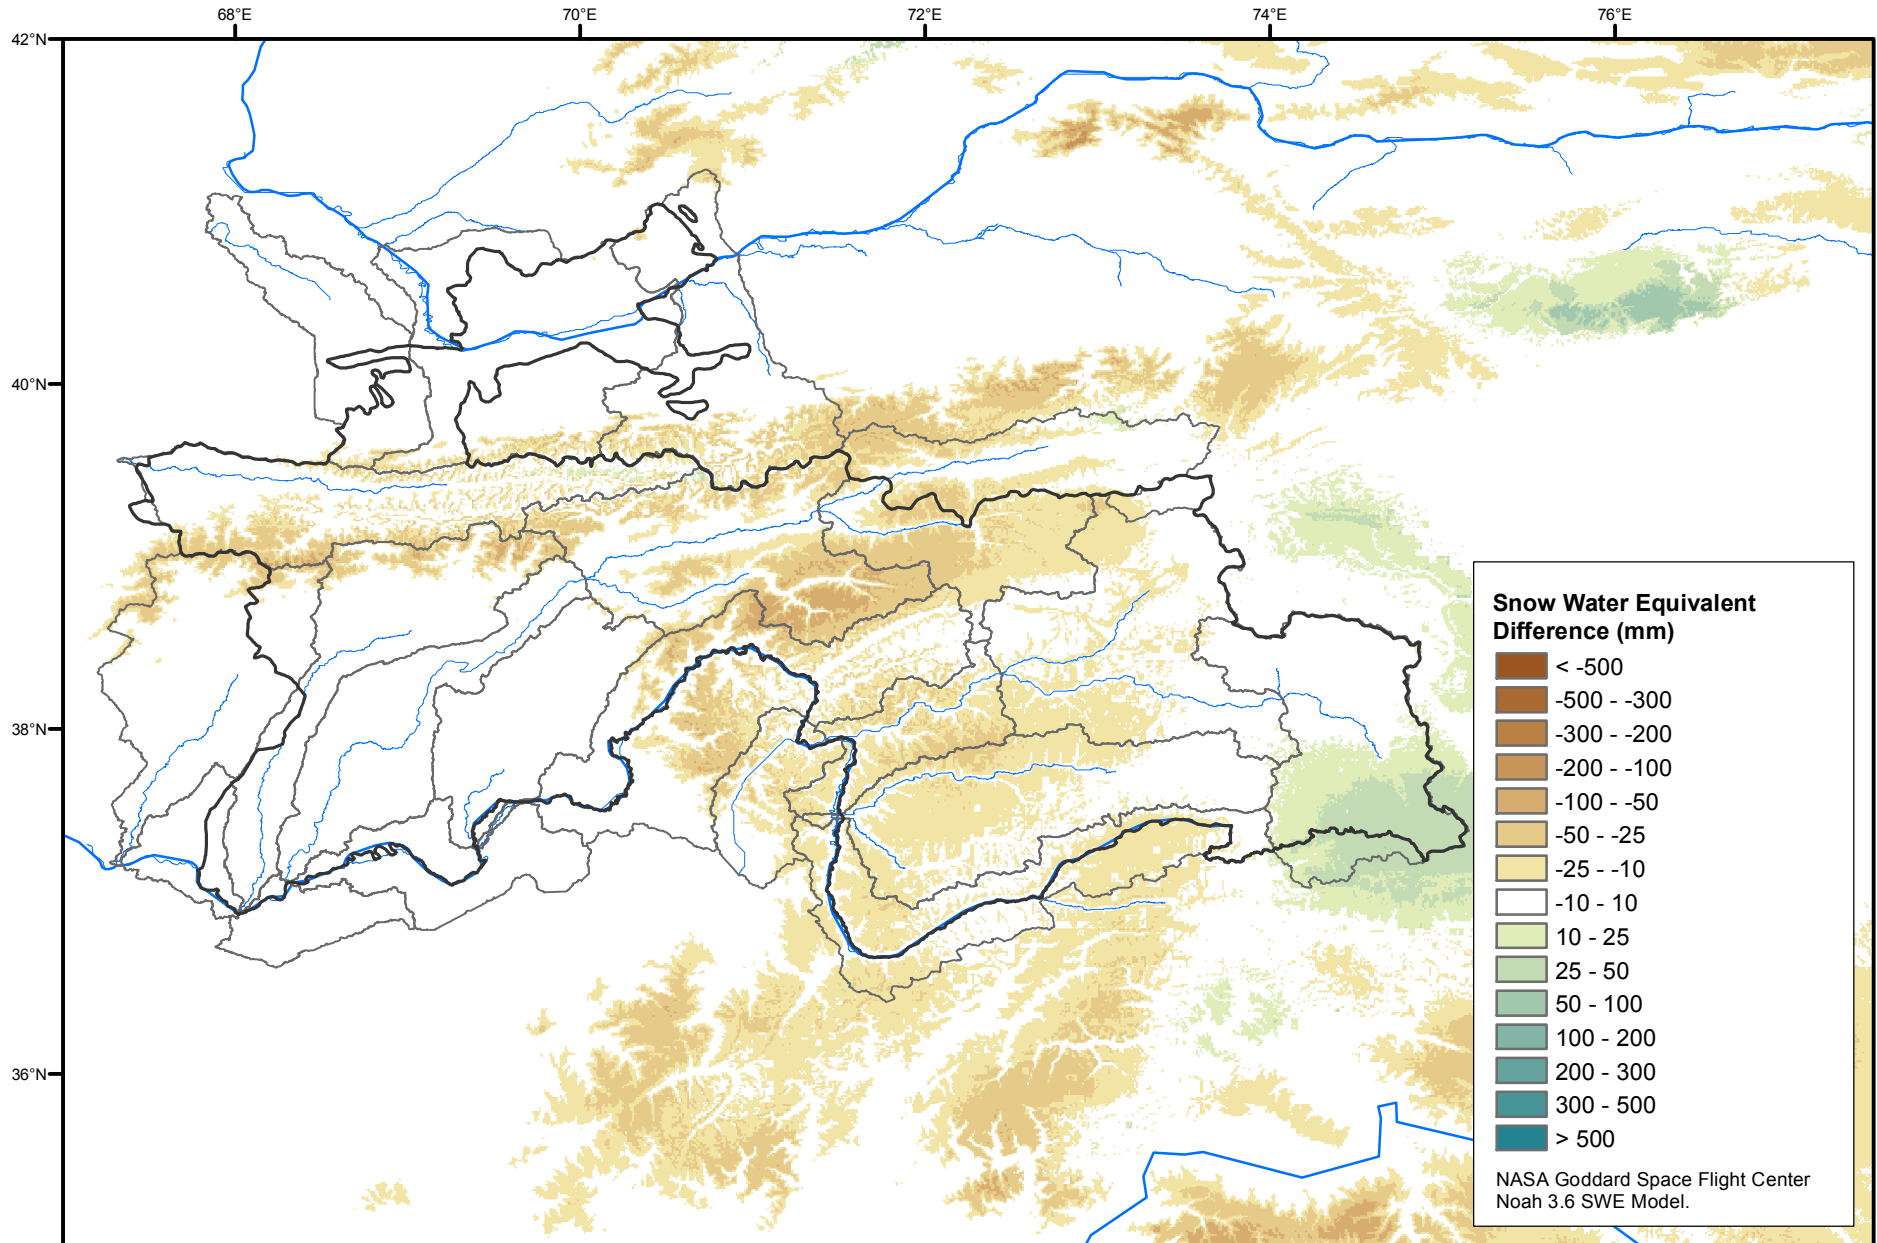 68°E
70°E
72°E
74°E
76°E
42°N
40°N
38°N
36°N
Snow Water Equivalent
Difference (mm)
< -500
-500 - -300
-300 - -200
-200 - -100
-100 - -50
-50 - -25
-25 - -10
-10 - 10
10 - 25
25 - 50
50 - 100
100 - 200
200 - 300
300 - 500
> 500
NASA Goddard Space Flight Center
Noah 3.6 SWE Model.